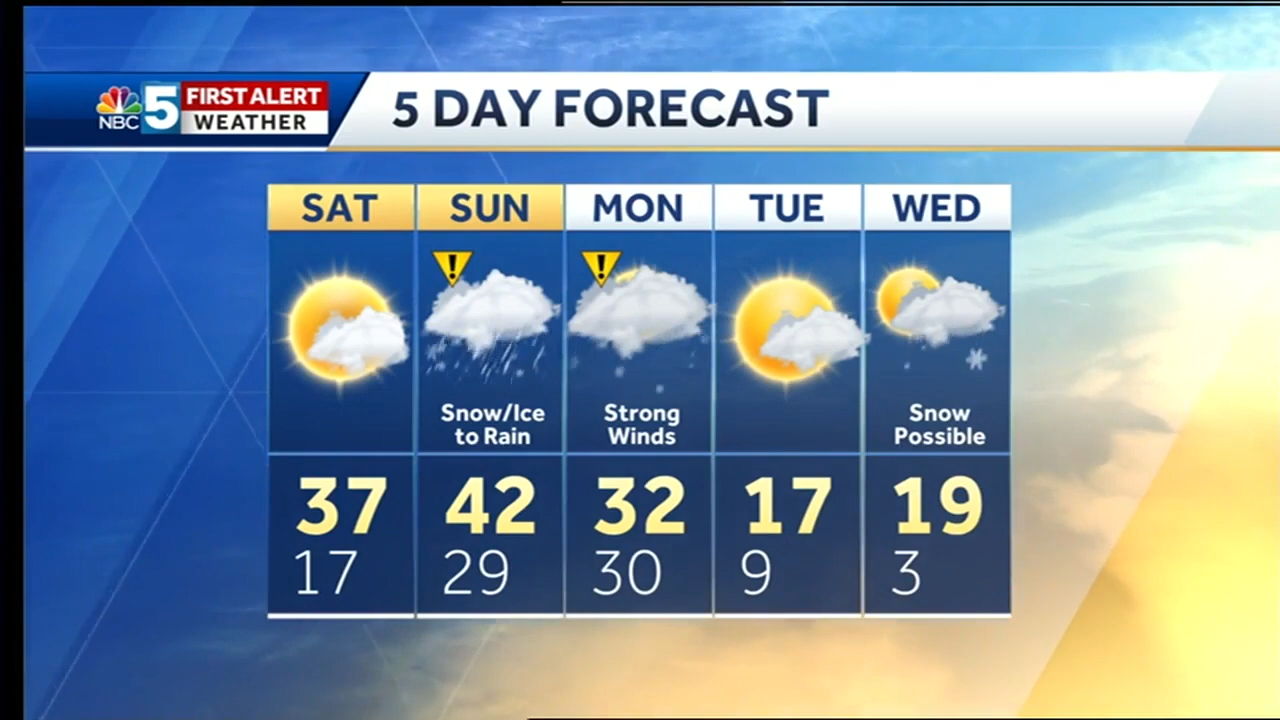 NBC 5 FIRST ALERT
WEATHER
5 DAY FORECAST
SAT SUN MON TUE WED
! !
Snow/Ice
to Rain
Strong
Winds
Snow
Possible
37 42 32 17 19
17 29 30 9 3